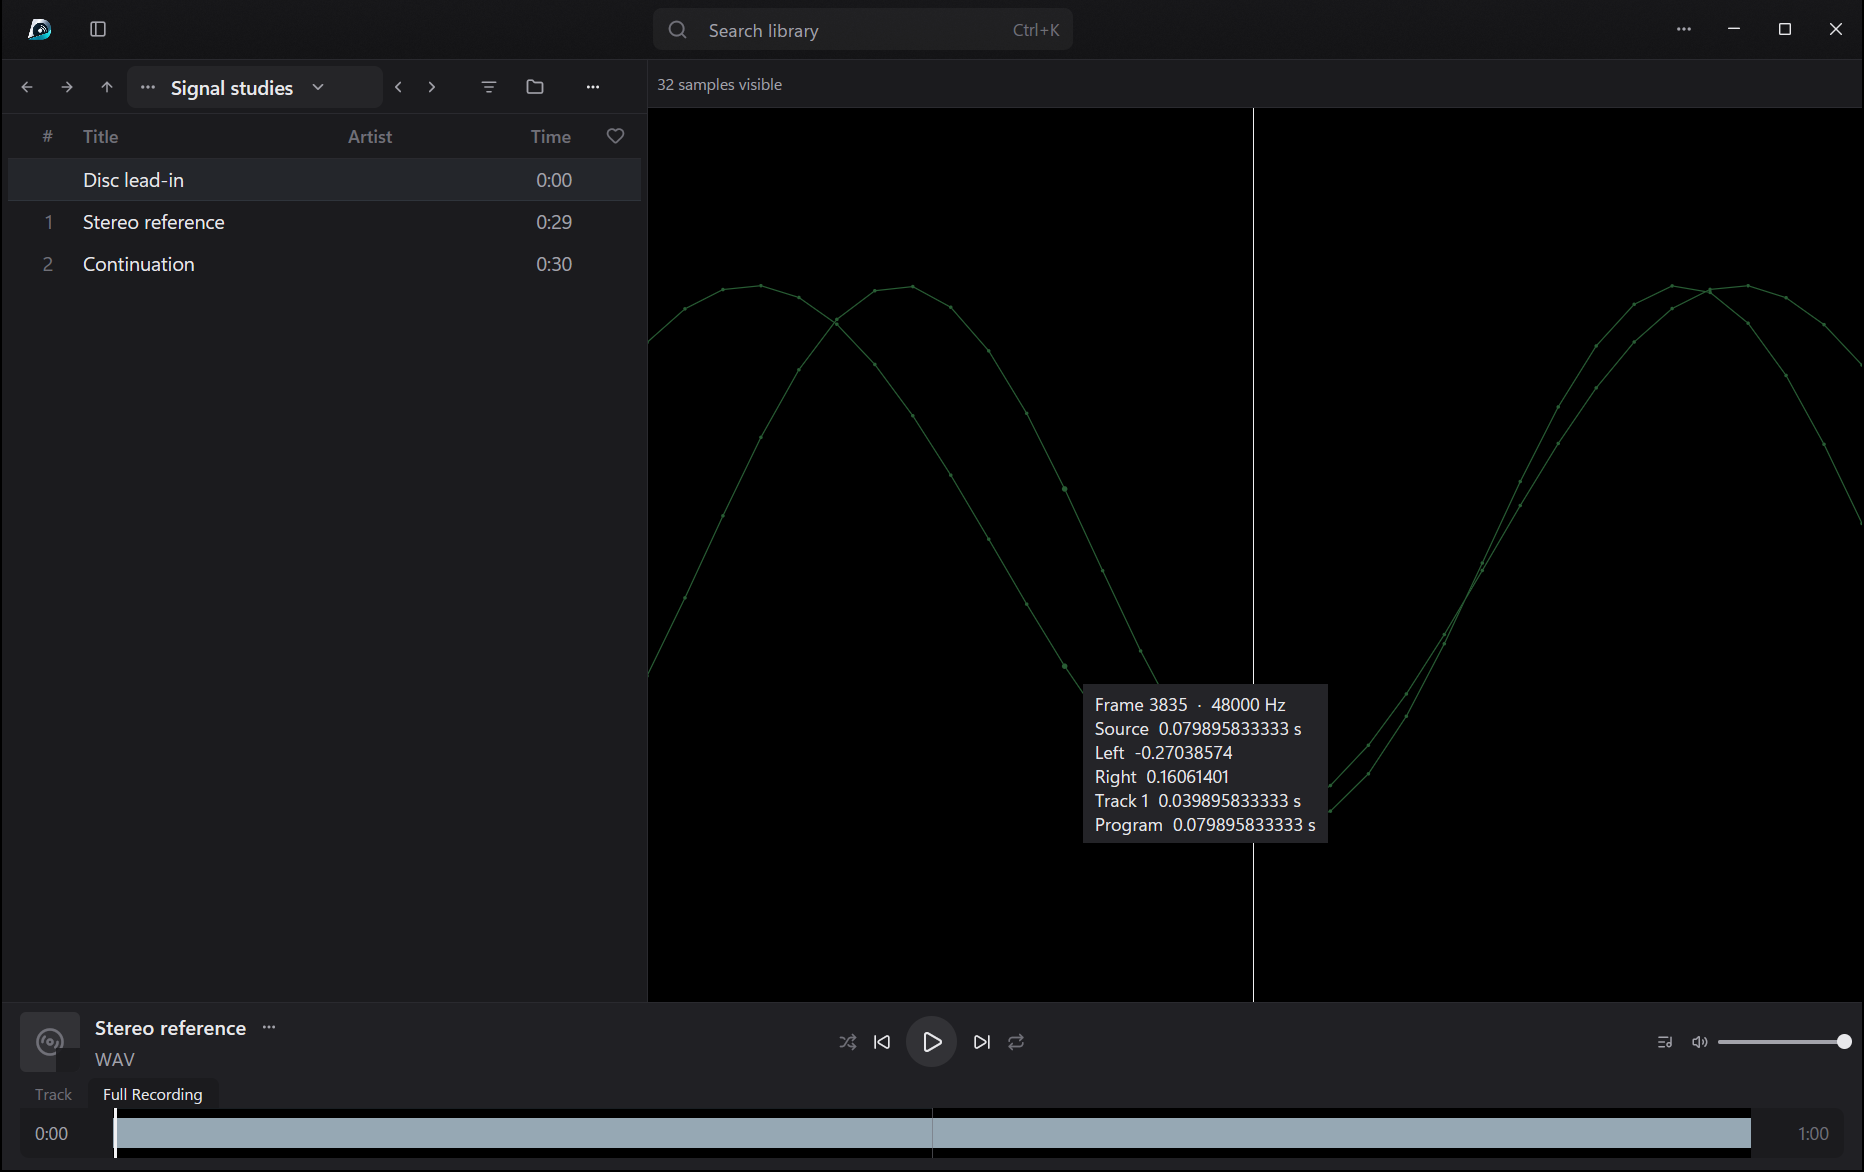 Search library Ctrl+K
Signal studies
32 samples visible
# Title Artist Time
Disc lead-in 0:00
1 Stereo reference 0:29
2 Continuation 0:30
Frame 3835 · 48000 Hz
Source 0.079895833333 s
Left -0.27038574
Right 0.16061401
Track 1 0.039895833333 s
Program 0.079895833333 s
Stereo reference
WAV
Track Full Recording
0:00 1:00